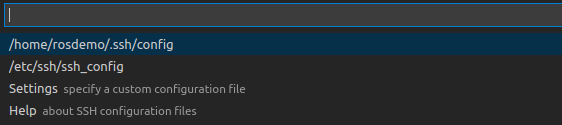 /home/rosdemo/.ssh/config
/etc/ssh/ssh_config
Settings specify a custom configuration file
Help about SSH configuration files